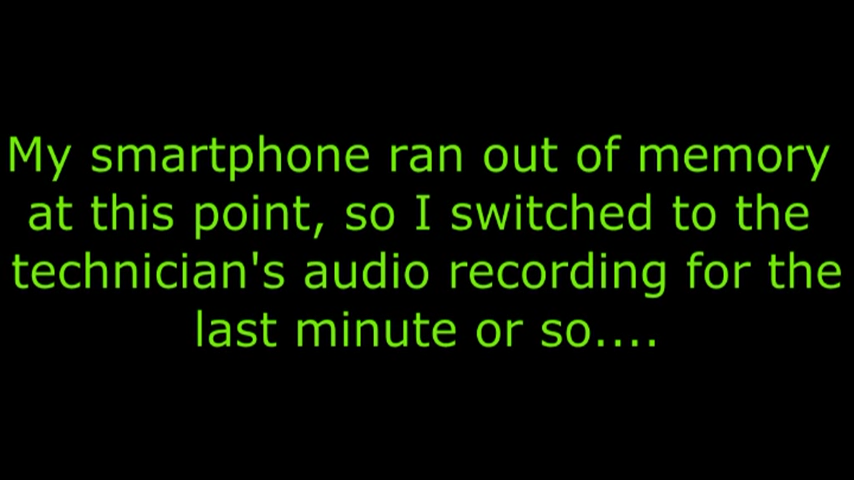 My smartphone ran out of memory
at this point, so I switched to the
technician's audio recording for the
last minute or so....